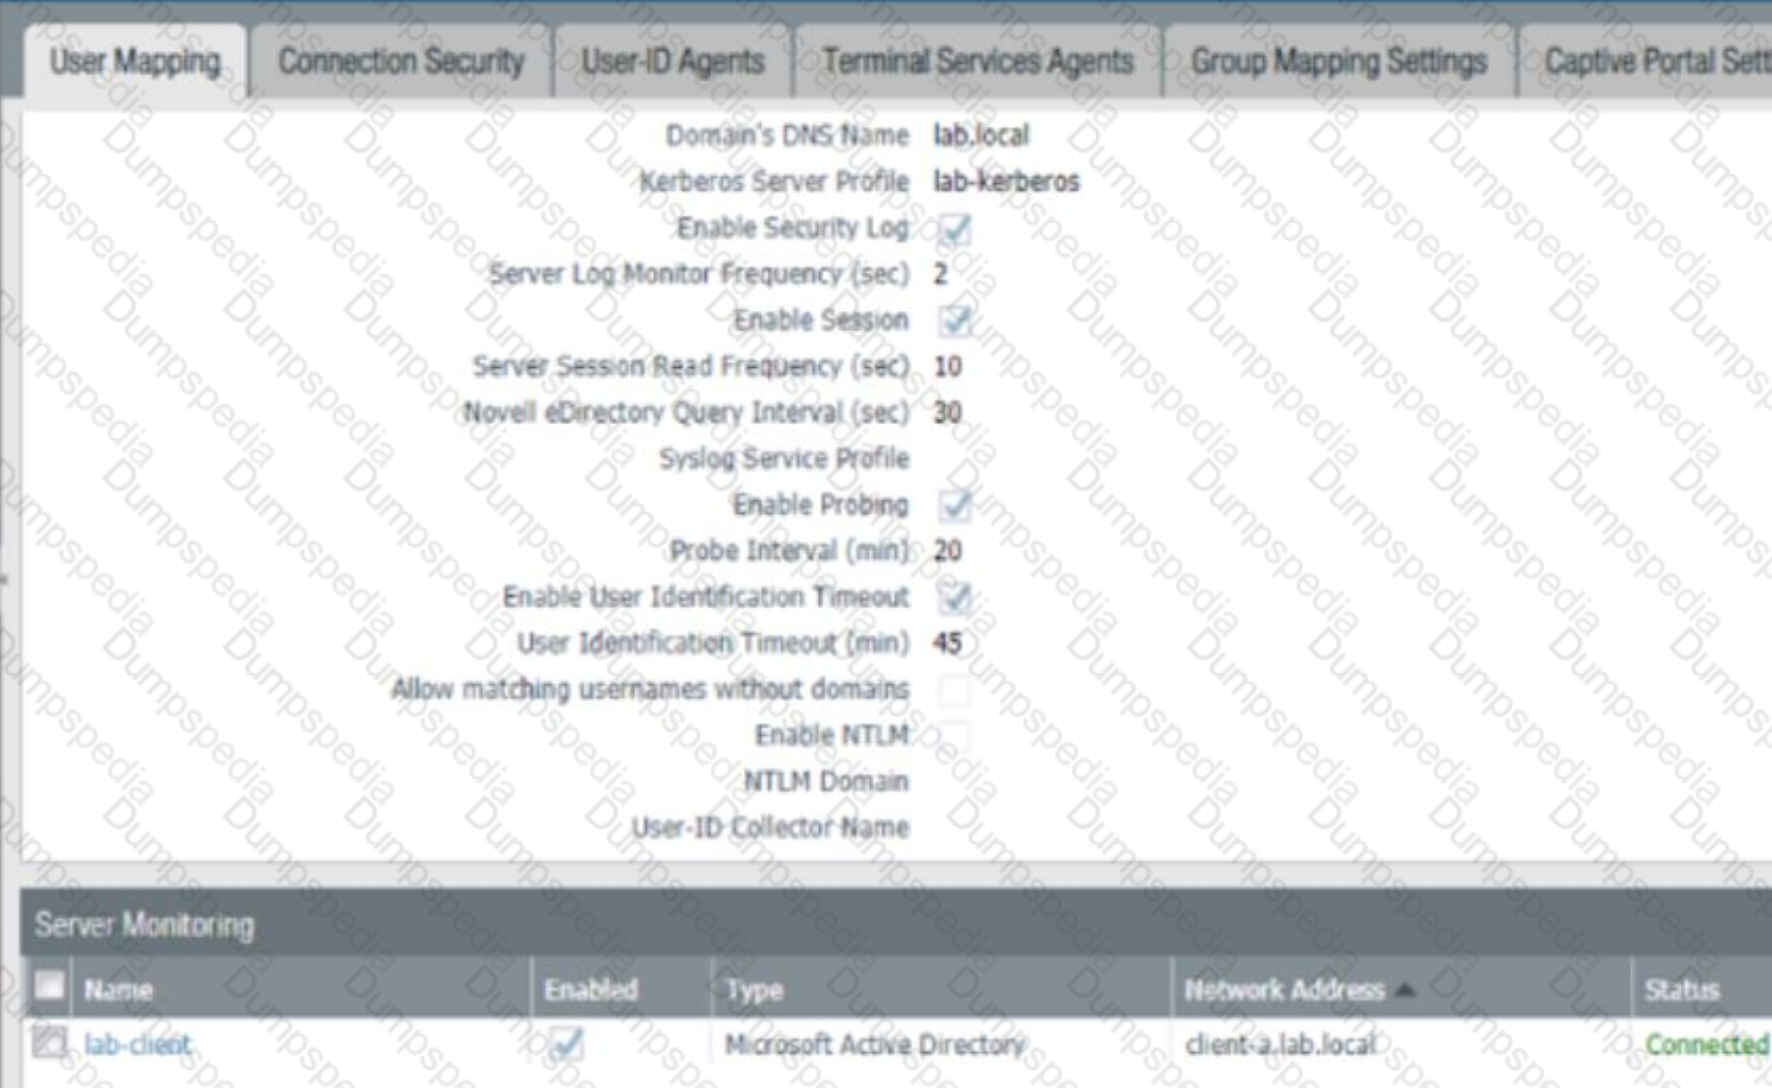 User Mapping Connection Security User-ID Agents Terminal Services Agents Group Mapping Settings Captive Portal Sett
Domain's DNS Name lab.local
Kerberos Server Profile lab-kerberos
Enable Security Log
Server Log Monitor Frequency (sec) 2
Enable Session
Server Session Read Frequency (sec) 10
Novell eDirectory Query Interval (sec) 30
Syslog Service Profile
Enable Probing
Probe Interval (min) 20
Enable User Identification Timeout
User Identification Timeout (min) 45
Allow matching usernames without domains
Enable NTLM
NTLM Domain
User-ID Collector Name
Server Monitoring
Name Enabled Type Network Address Status
lab-client Microsoft Active Directory client-a.lab.local Connected
Dumpspedia